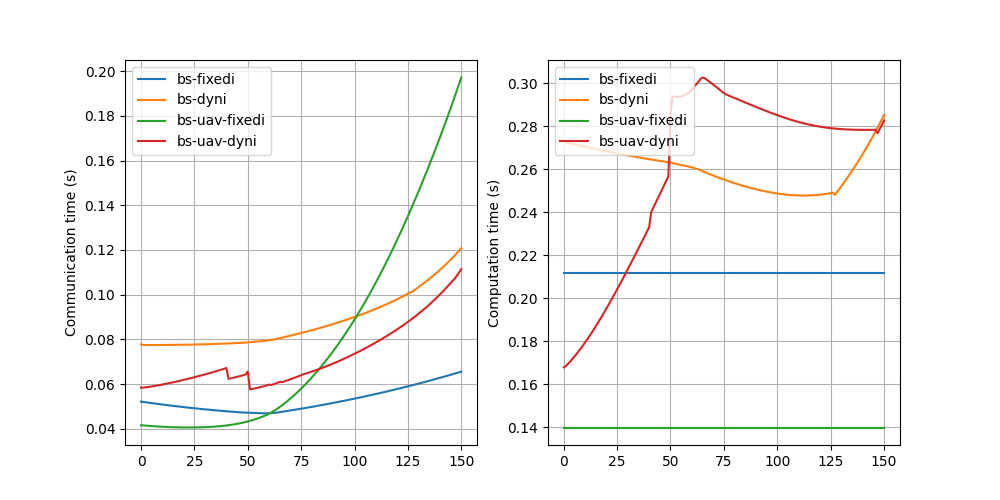 0.20
0.18
0.16
0.14
0.12
0.10
0.08
0.06
0.04
Communication time (s)
bs-fixedi
bs-dyni
bs-uav-fixedi
bs-uav-dyni
0 25 50 75 100 125 150
0.30
0.28
0.26
0.24
0.22
0.20
0.18
0.16
0.14
Computation time (s)
bs-fixedi
bs-dyni
bs-uav-fixedi
bs-uav-dyni
0 25 50 75 100 125 150